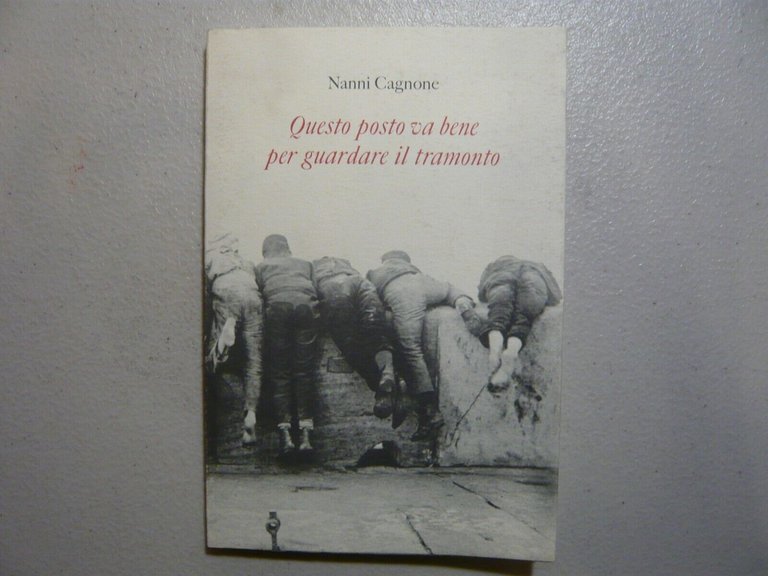 Nanni Cagnone
Questo posto va bene
per guardare il tramonto